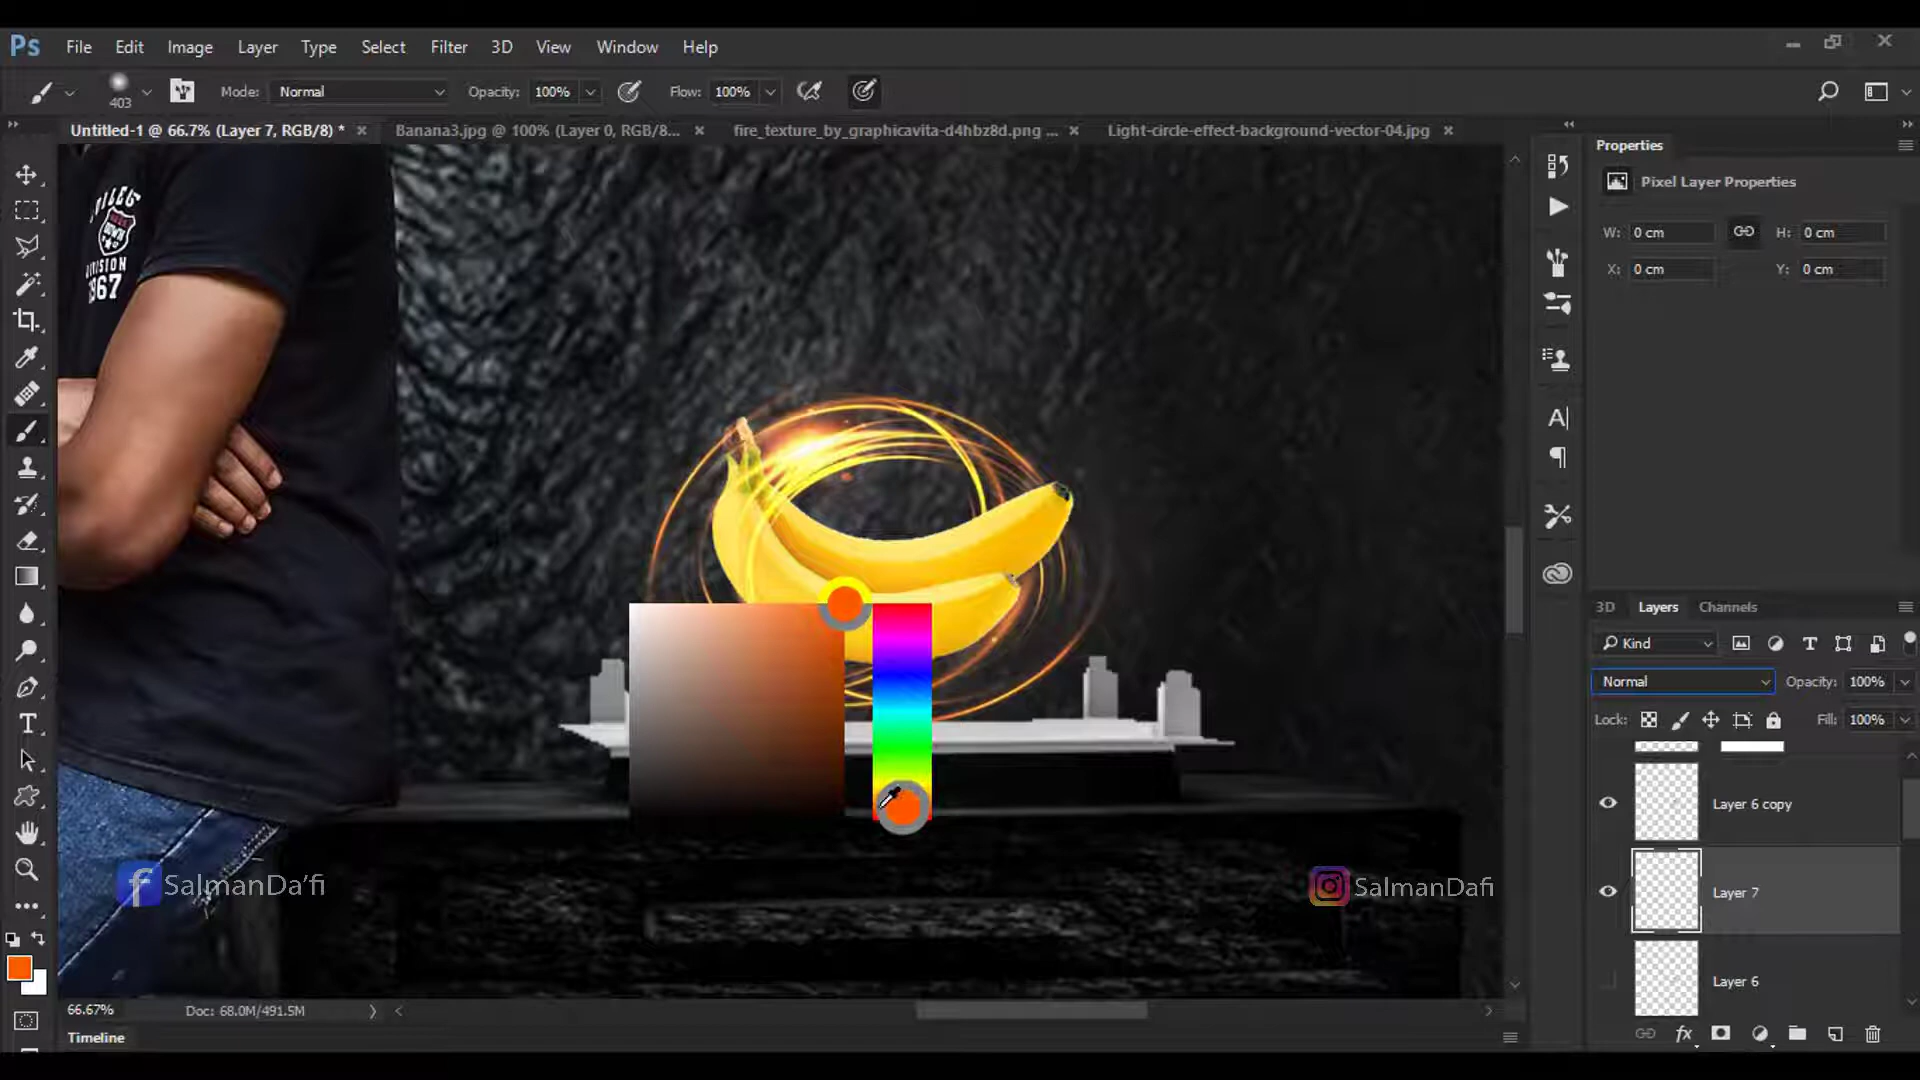 Ps File Edit Image Layer Type Select Filter 3D View Window Help
403 Mode: Normal Opacity: 100% Flow: 100%
Untitled-1 @ 66.7% (Layer 7, RGB/8) * Banana3.jpg @ 100% (Layer 0, RGB/8... fire_texture_by_graphicavita-d4hbz8d.png ... Light-circle-effect-background-vector-04.jpg
Properties
Pixel Layer Properties
W: 0 cm H: 0 cm
X: 0 cm Y: 0 cm
DOWN
DIVISION
1967
3D Layers Channels
Kind
Normal Opacity: 100%
Lock: Fill: 100%
Layer 6 copy
Layer 7
Layer 6
SalmanDa'fi
SalmanDafi
66.67% Doc: 68.0M/491.5M
Timeline